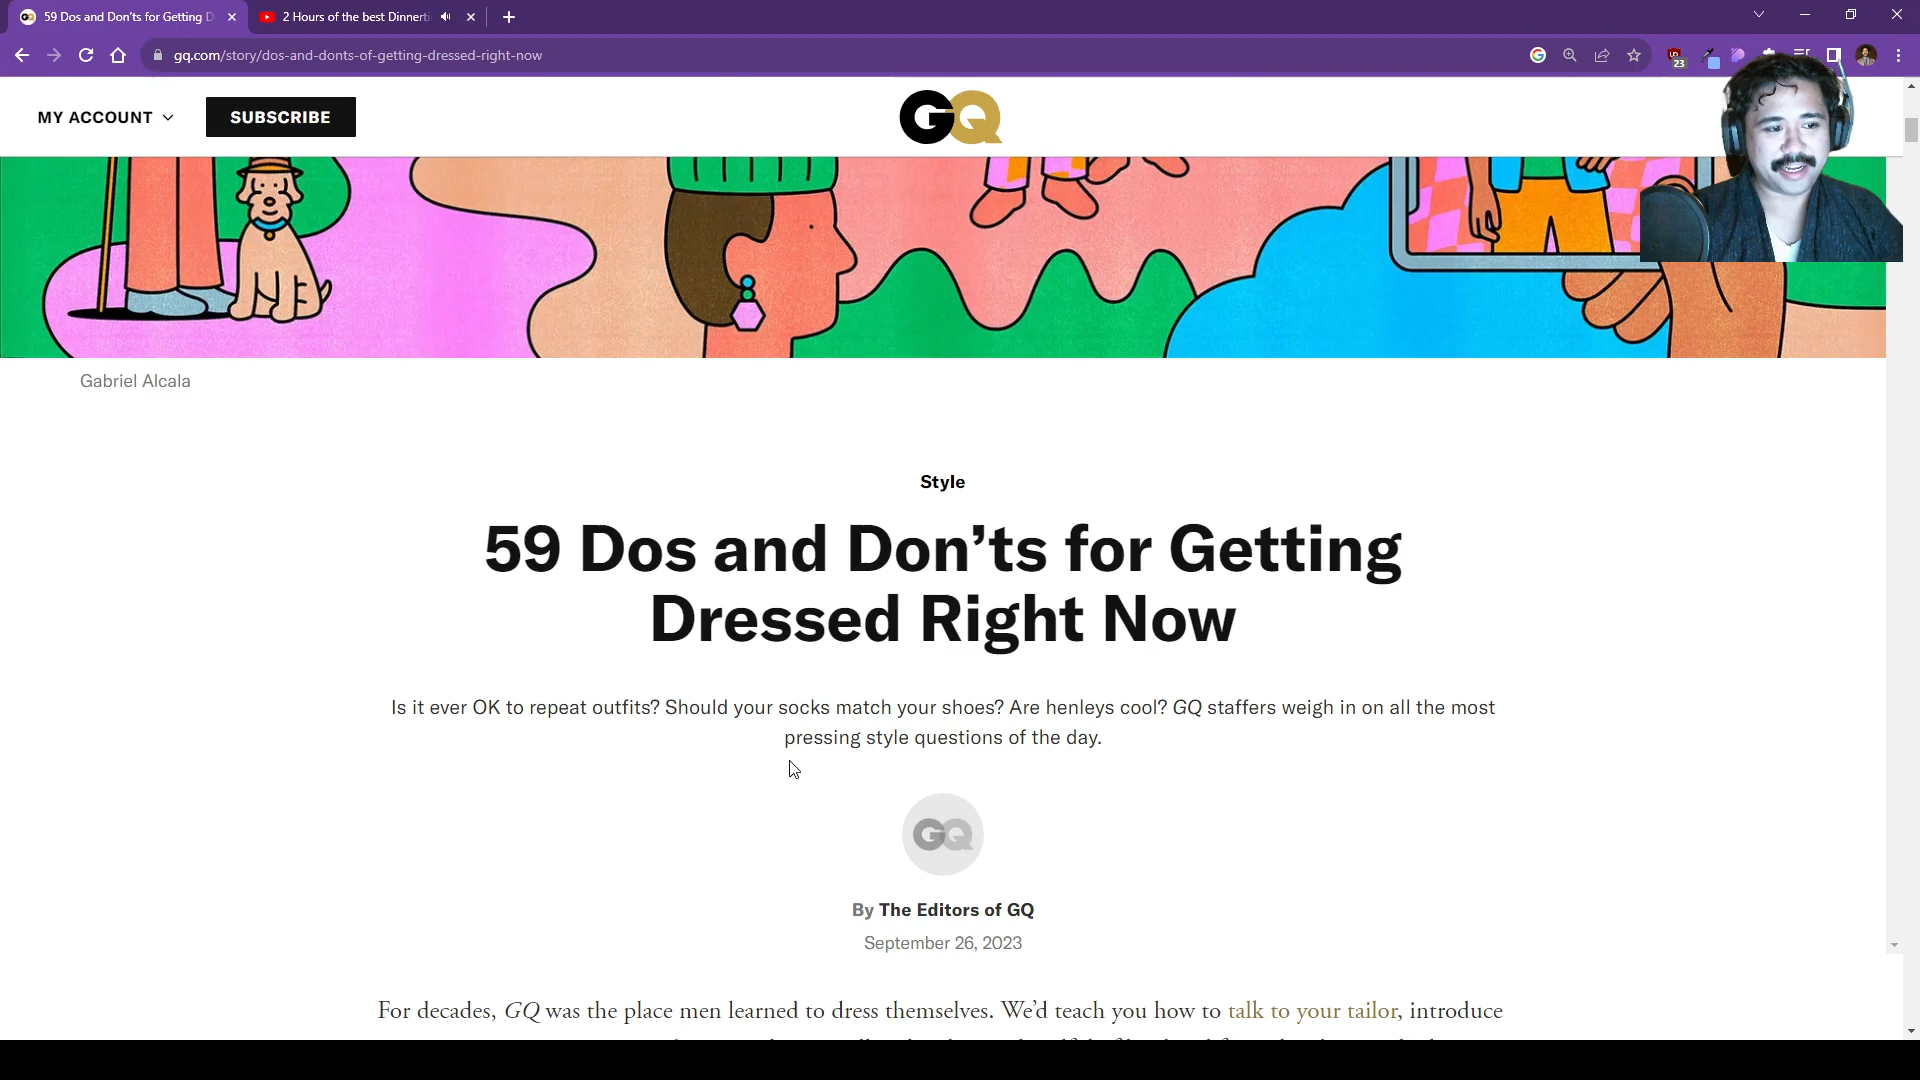 59 Dos and Don'ts for Getting D
2 Hours of the best Dinnerti
gq.com/story/dos-and-donts-of-getting-dressed-right-now
23
MY ACCOUNT
SUBSCRIBE
GQ
Gabriel Alcala
Style
59 Dos and Don’ts for Getting
Dressed Right Now
Is it ever OK to repeat outfits? Should your socks match your shoes? Are henleys cool? GQ staffers weigh in on all the most
pressing style questions of the day.
GQ
By The Editors of GQ
September 26, 2023
For decades, GQ was the place men learned to dress themselves. We’d teach you how to talk to your tailor, introduce